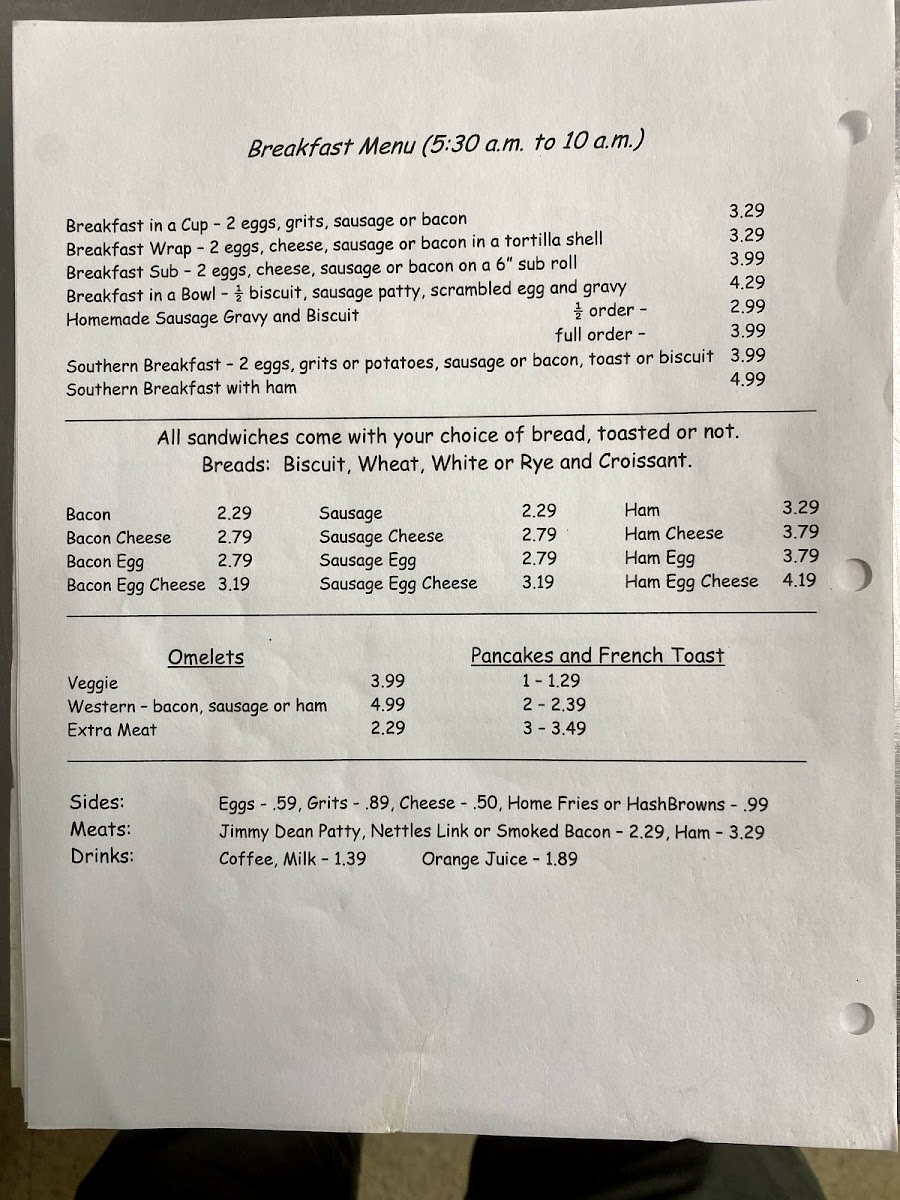 Breakfast Menu (5:30 a.m. to 10 a.m.)
Breakfast in a Cup - 2 eggs, grits, sausage or bacon 3.29
Breakfast Wrap - 2 eggs, cheese, sausage or bacon in a tortilla shell 3.29
Breakfast Sub - 2 eggs, cheese, sausage or bacon on a 6" sub roll 3.99
Breakfast in a Bowl - ½ biscuit, sausage patty, scrambled egg and gravy 4.29
Homemade Sausage Gravy and Biscuit ½ order - 2.99
full order - 3.99
Southern Breakfast - 2 eggs, grits or potatoes, sausage or bacon, toast or biscuit 3.99
Southern Breakfast with ham 4.99
All sandwiches come with your choice of bread, toasted or not.
Breads: Biscuit, Wheat, White or Rye and Croissant.
Bacon 2.29 Sausage 2.29 Ham 3.29
Bacon Cheese 2.79 Sausage Cheese 2.79 Ham Cheese 3.79
Bacon Egg 2.79 Sausage Egg 2.79 Ham Egg 3.79
Bacon Egg Cheese 3.19 Sausage Egg Cheese 3.19 Ham Egg Cheese 4.19
Omelets Pancakes and French Toast
Veggie 3.99 1 - 1.29
Western - bacon, sausage or ham 4.99 2 - 2.39
Extra Meat 2.29 3 - 3.49
Sides: Eggs - .59, Grits - .89, Cheese - .50, Home Fries or HashBrowns - .99
Meats: Jimmy Dean Patty, Nettles Link or Smoked Bacon - 2.29, Ham - 3.29
Drinks: Coffee, Milk - 1.39 Orange Juice - 1.89